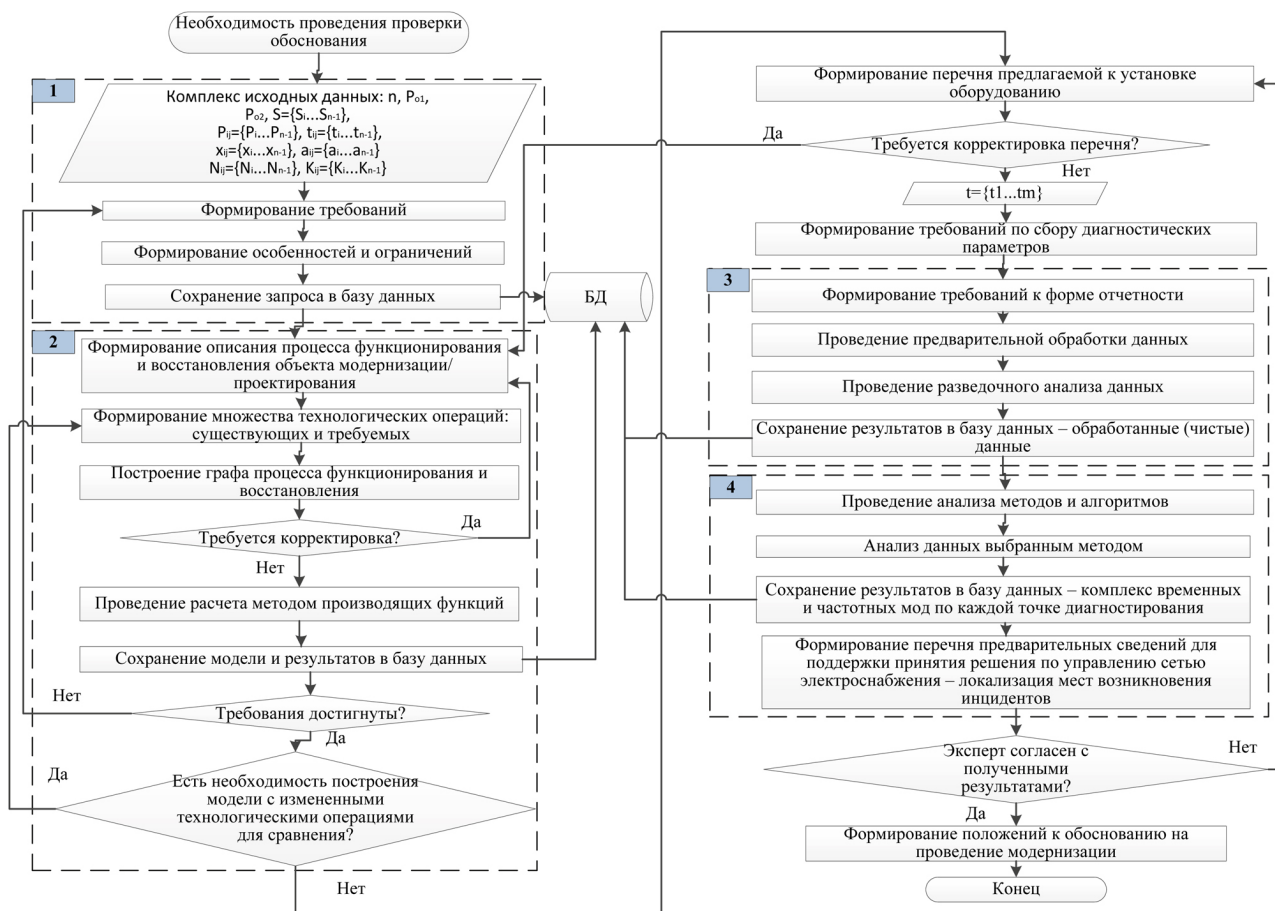 Необходимость проведения проверки
обоснования
1
Комплекс исходных данных: n, Pо1,
Pо2, S={Si...Sn-1},
Pij={Pi...Pn-1}, tij={ti...tn-1},
xij={xi...xn-1}, aij={ai...an-1}
Nij={Ni...Nn-1}, Kij={Ki...Kn-1}
Формирование требований
Формирование особенностей и ограничений
Сохранение запроса в базу данных
БД
2
Формирование описания процесса функционирования
и восстановления объекта модернизации/
проектирования
Формирование множества технологических операций:
существующих и требуемых
Построение графа процесса функционирования и
восстановления
Требуется корректировка?
Да
Нет
Проведение расчета методом производящих функций
Сохранение модели и результатов в базу данных
Нет
Требования достигнуты?
Да
Да
Есть необходимость построения
модели с измененными
технологическими операциями
для сравнения?
Нет
Формирование перечня предлагаемой к установке
оборудованию
Да
Требуется корректировка перечня?
Нет
t={t1...tm}
Формирование требований по сбору диагностических
параметров
3
Формирование требований к форме отчетности
Проведение предварительной обработки данных
Проведение разведочного анализа данных
Сохранение результатов в базу данных – обработанные (чистые)
данные
4
Проведение анализа методов и алгоритмов
Анализ данных выбранным методом
Сохранение результатов в базу данных – комплекс временных
и частотных мод по каждой точке диагностирования
Формирование перечня предварительных сведений для
поддержки принятия решения по управлению сетью
электроснабжения – локализация мест возникновения
инцидентов
Эксперт согласен с
полученными
результатами?
Нет
Да
Формирование положений к обоснованию на
проведение модернизации
Конец